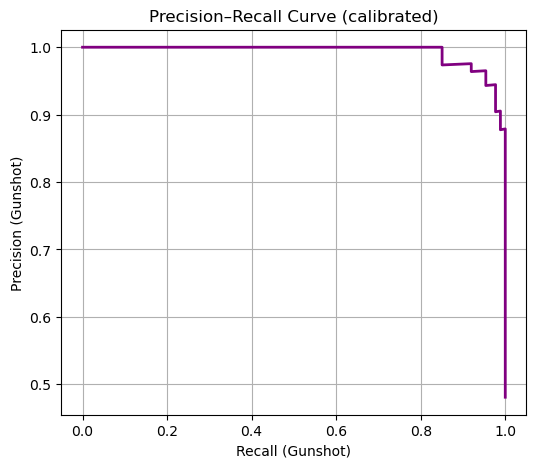 Precision–Recall Curve (calibrated)
1.0
0.9
0.8
0.7
0.6
0.5
Precision (Gunshot)
0.0 0.2 0.4 0.6 0.8 1.0
Recall (Gunshot)